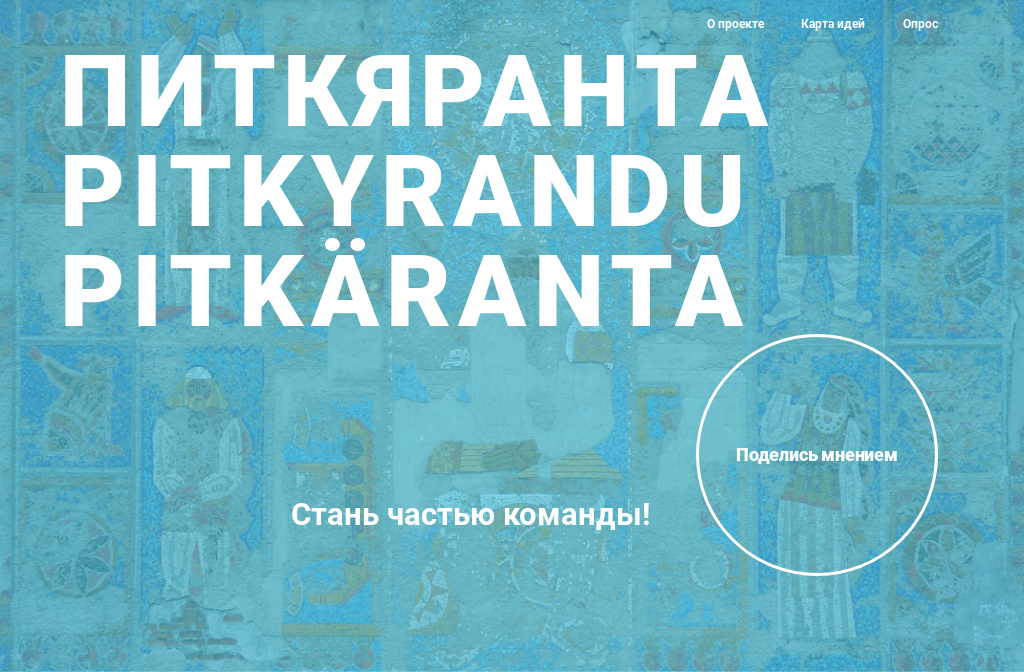 О проекте Карта идей Опрос
ПИТКЯРАНТА
PITKYRANDU
PITKÄRANTA
Поделись мнением
Стань частью команды!